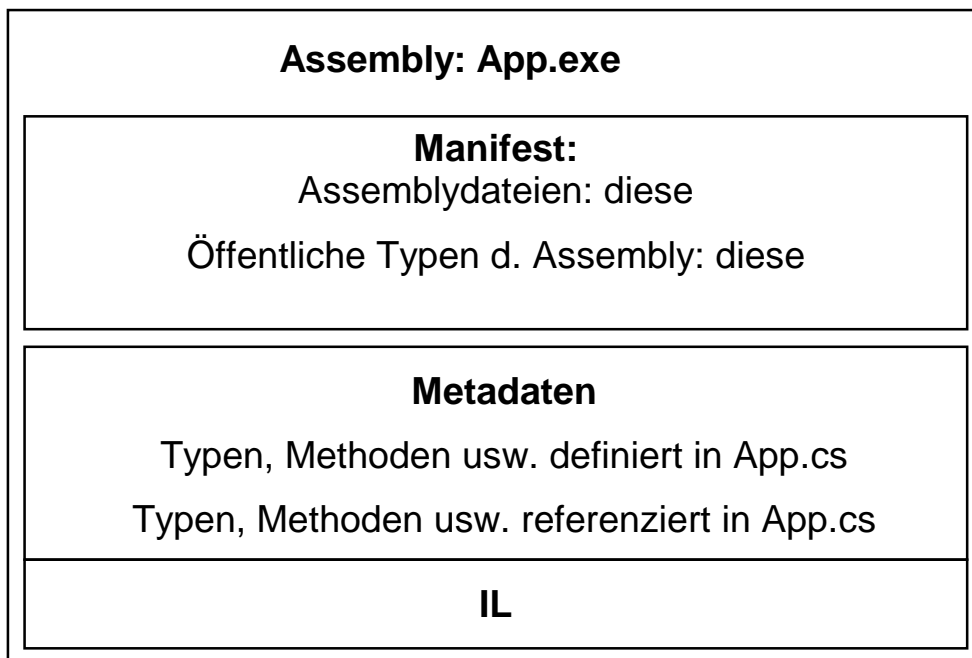 Assembly: App.exe
Manifest:
Assemblydateien: diese
Öffentliche Typen d. Assembly: diese
Metadaten
Typen, Methoden usw. definiert in App.cs
Typen, Methoden usw. referenziert in App.cs
IL